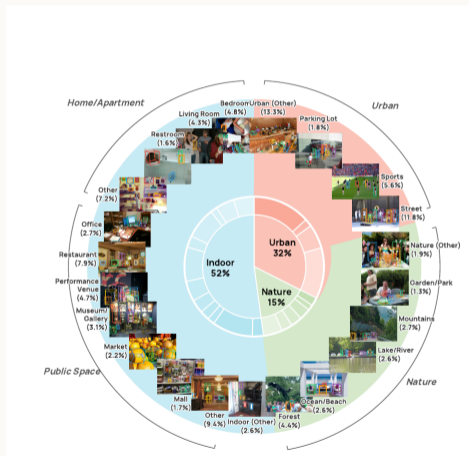 Home/Apartment
Urban
Bedroom
(4.8%)
Urban (Other)
(13.3%)
Living Room
(4.3%)
Parking Lot
(1.8%)
Restroom
(1.6%)
Sports
(5.6%)
Other
(7.2%)
Street
(11.8%)
Office
(2.7%)
Nature (Other)
(1.9%)
Restaurant
(7.9%)
Garden/Park
(1.3%)
Performance
Venue
(4.7%)
Museum/
Gallery
(3.1%)
Mountains
(2.7%)
Market
(2.2%)
Lake/River
(2.6%)
Mall
(1.7%)
Ocean/Beach
(2.6%)
Other
(9.4%)
Indoor (Other)
(2.6%)
Forest
(4.4%)
Public Space
Nature
Indoor
52%
Urban
32%
Nature
15%